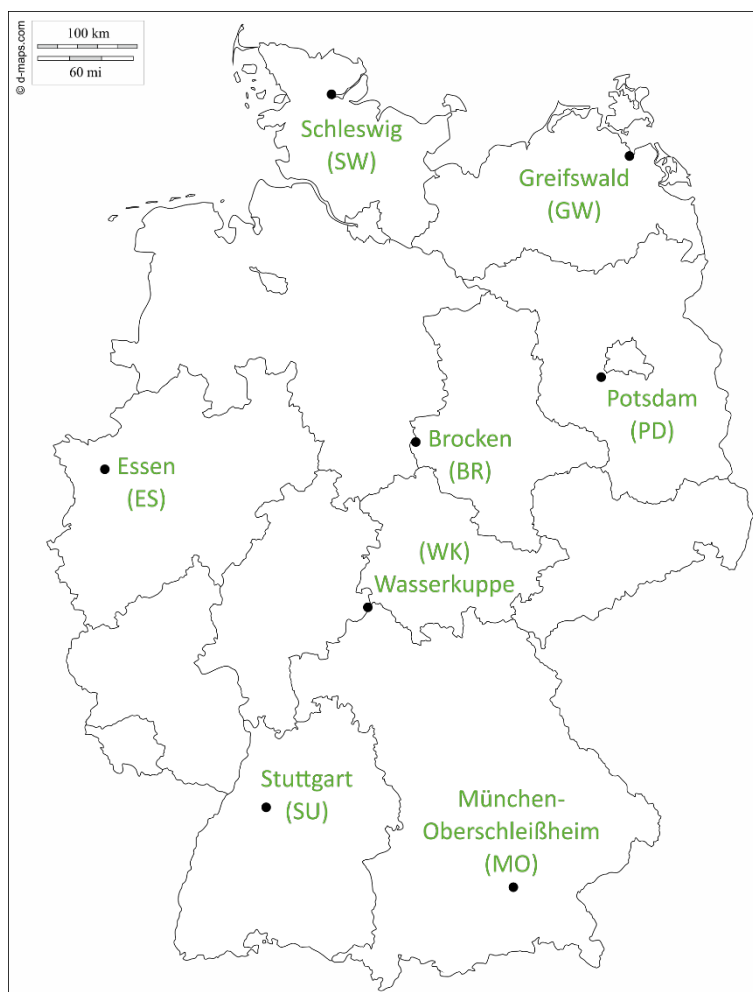 100 km
60 mi
© d-maps.com
Schleswig
(SW)
Greifswald
(GW)
Potsdam
(PD)
Brocken
(BR)
Essen
(ES)
(WK)
Wasserkuppe
Stuttgart
(SU)
München-
Oberschleißheim
(MO)